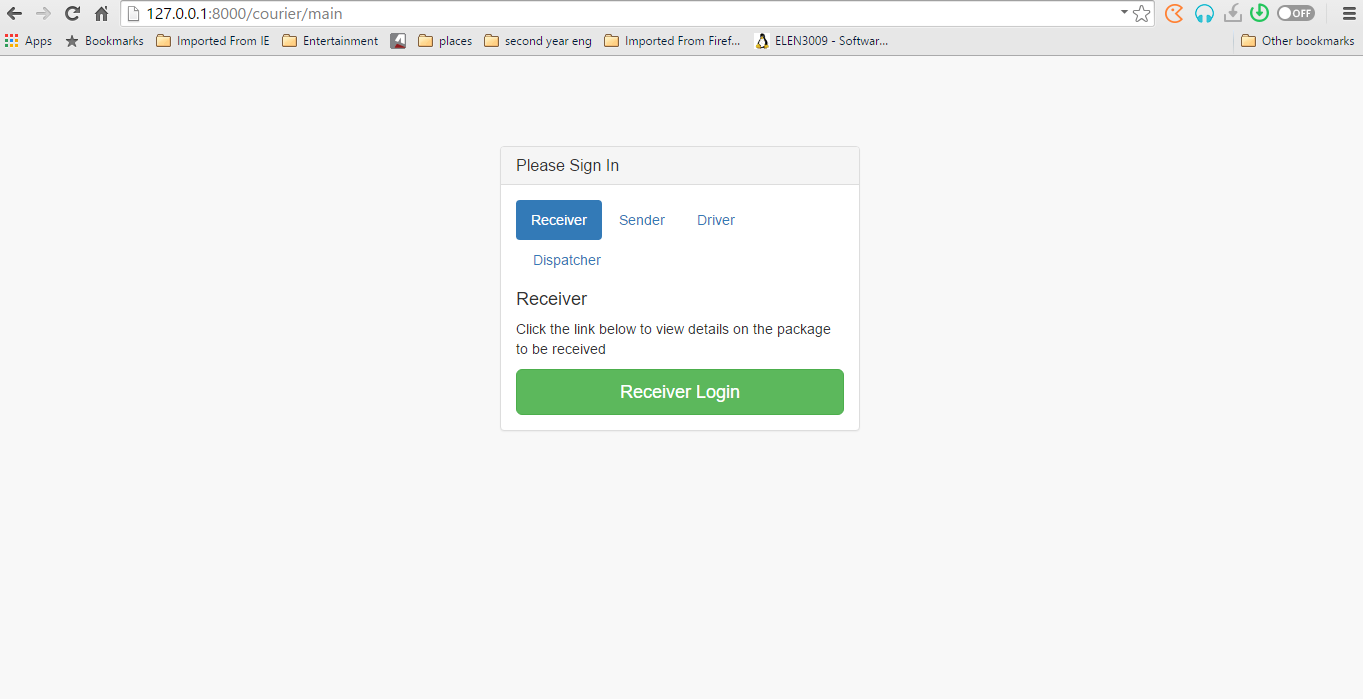 127.0.0.1:8000/courier/main
OFF
Apps Bookmarks Imported From IE Entertainment places second year eng Imported From Firef... ELEN3009 - Softwar... Other bookmarks
Please Sign In
Receiver Sender Driver
Dispatcher
Receiver
Click the link below to view details on the package
to be received
Receiver Login